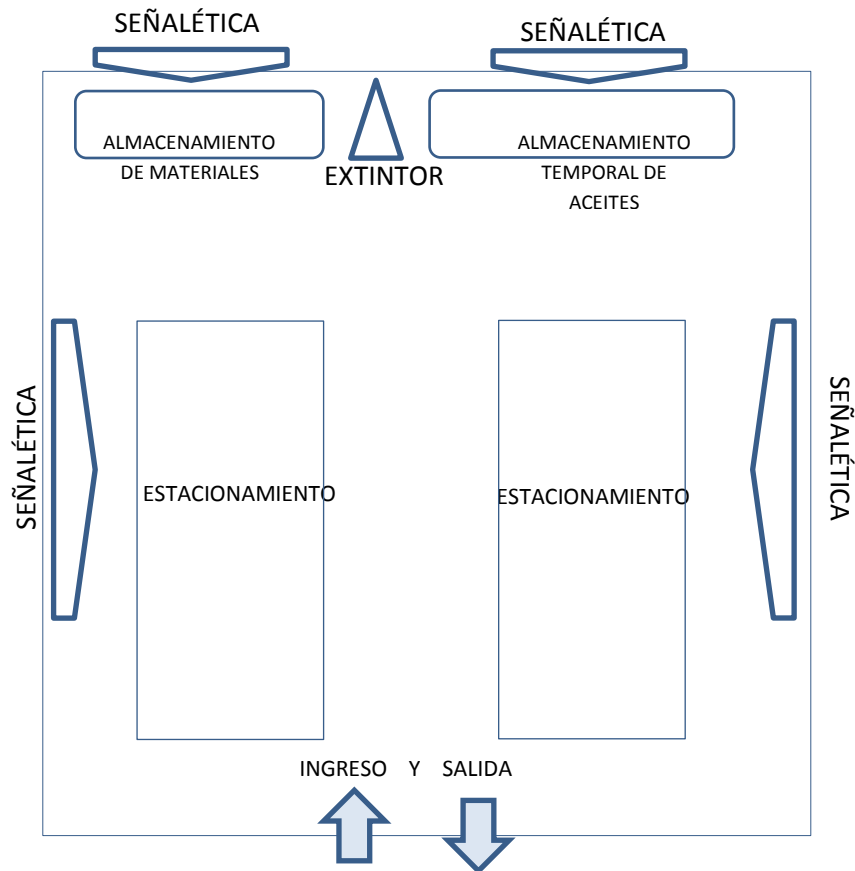 SEÑALÉTICA
SEÑALÉTICA
ALMACENAMIENTO
DE MATERIALES
EXTINTOR
ALMACENAMIENTO
TEMPORAL DE
ACEITES
SEÑALÉTICA
ESTACIONAMIENTO
ESTACIONAMIENTO
SEÑALÉTICA
INGRESO Y SALIDA